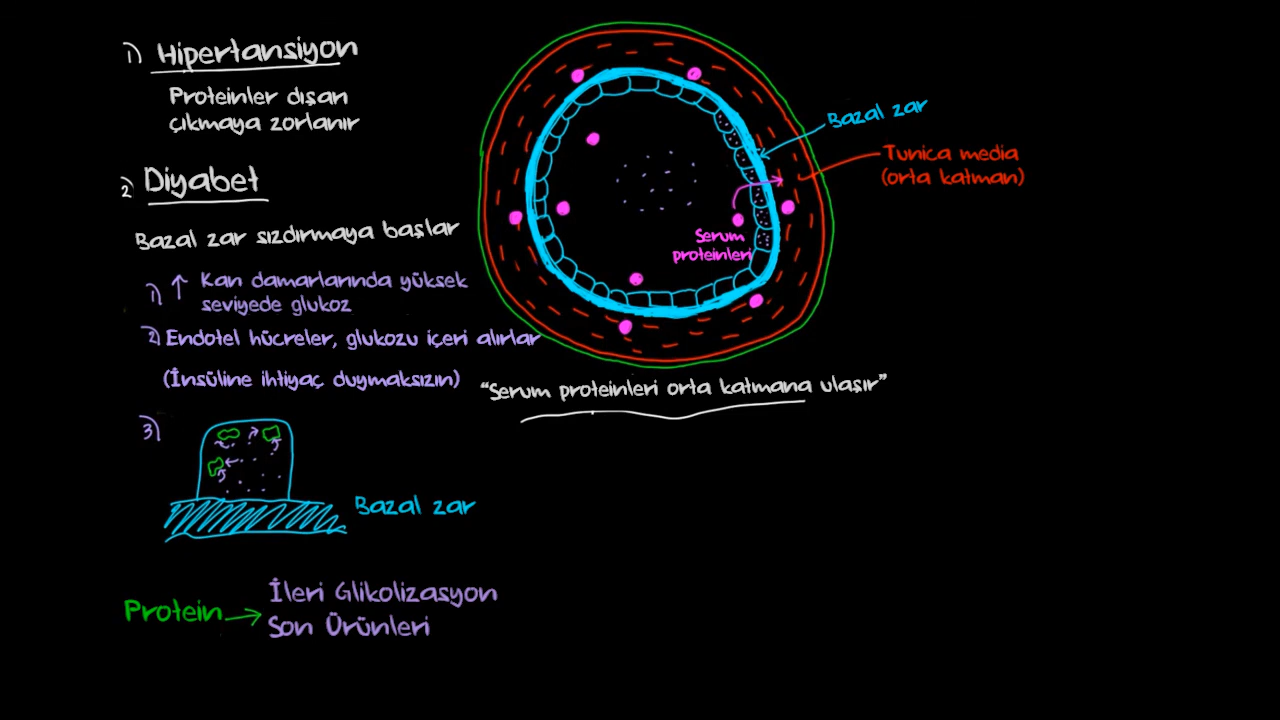 1) Hipertansiyon
Proteinler dışarı
çıkmaya zorlanır
2) Diyabet
Bazal zar sızdırmaya başlar
1) ↑ Kan damarlarında yüksek
seviyede glukoz
2) Endotel hücreler, glukozu içeri alırlar
(İnsüline ihtiyaç duymaksızın)
3)
Bazal zar
Protein → İleri Glikolizasyon
Son Ürünleri
Bazal zar
Tunica media
(orta katman)
Serum
proteinleri
"Serum proteinleri orta katmana ulaşır"